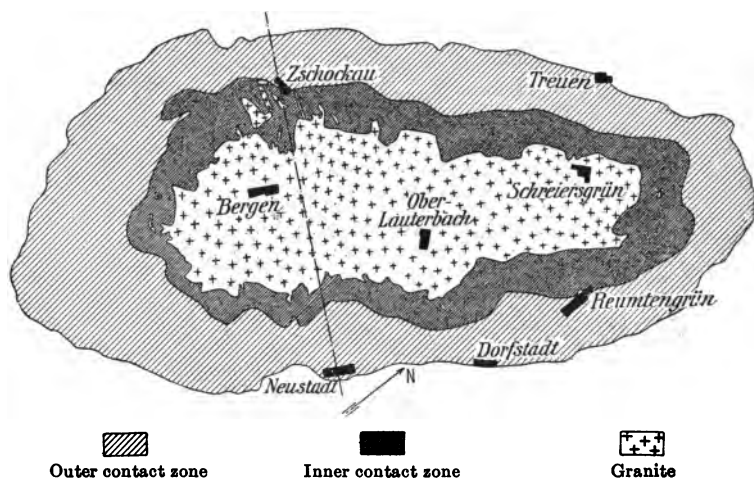 Zschockau
Treuen
Bergen
Ober-
Lauterbach
Schreiersgrün
Reumtengrün
Dorfstadt
Neustadt
N
Outer contact zone
Inner contact zone
Granite